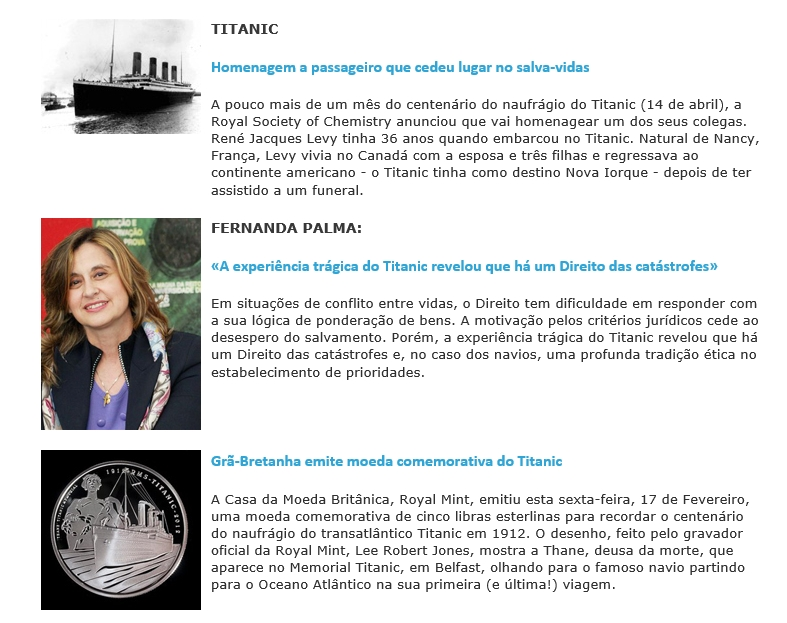 TITANIC
Homenagem a passageiro que cedeu lugar no salva-vidas
A pouco mais de um mês do centenário do naufrágio do Titanic (14 de abril), a
Royal Society of Chemistry anunciou que vai homenagear um dos seus colegas.
René Jacques Levy tinha 36 anos quando embarcou no Titanic. Natural de Nancy,
França, Levy vivia no Canadá com a esposa e três filhas e regressava ao
continente americano - o Titanic tinha como destino Nova Iorque - depois de ter
assistido a um funeral.
FERNANDA PALMA:
«A experiência trágica do Titanic revelou que há um Direito das catástrofes»
Em situações de conflito entre vidas, o Direito tem dificuldade em responder com
a sua lógica de ponderação de bens. A motivação pelos critérios jurídicos cede ao
desespero do salvamento. Porém, a experiência trágica do Titanic revelou que há
um Direito das catástrofes e, no caso dos navios, uma profunda tradição ética no
estabelecimento de prioridades.
AQUISIÇÃO E
PROVA
Grã-Bretanha emite moeda comemorativa do Titanic
A Casa da Moeda Britânica, Royal Mint, emitiu esta sexta-feira, 17 de Fevereiro,
uma moeda comemorativa de cinco libras esterlinas para recordar o centenário
do naufrágio do transatlântico Titanic em 1912. O desenho, feito pelo gravador
oficial da Royal Mint, Lee Robert Jones, mostra a Thane, deusa da morte, que
aparece no Memorial Titanic, em Belfast, olhando para o famoso navio partindo
para o Oceano Atlântico na sua primeira (e última!) viagem.
RMS·TITANIC·2012